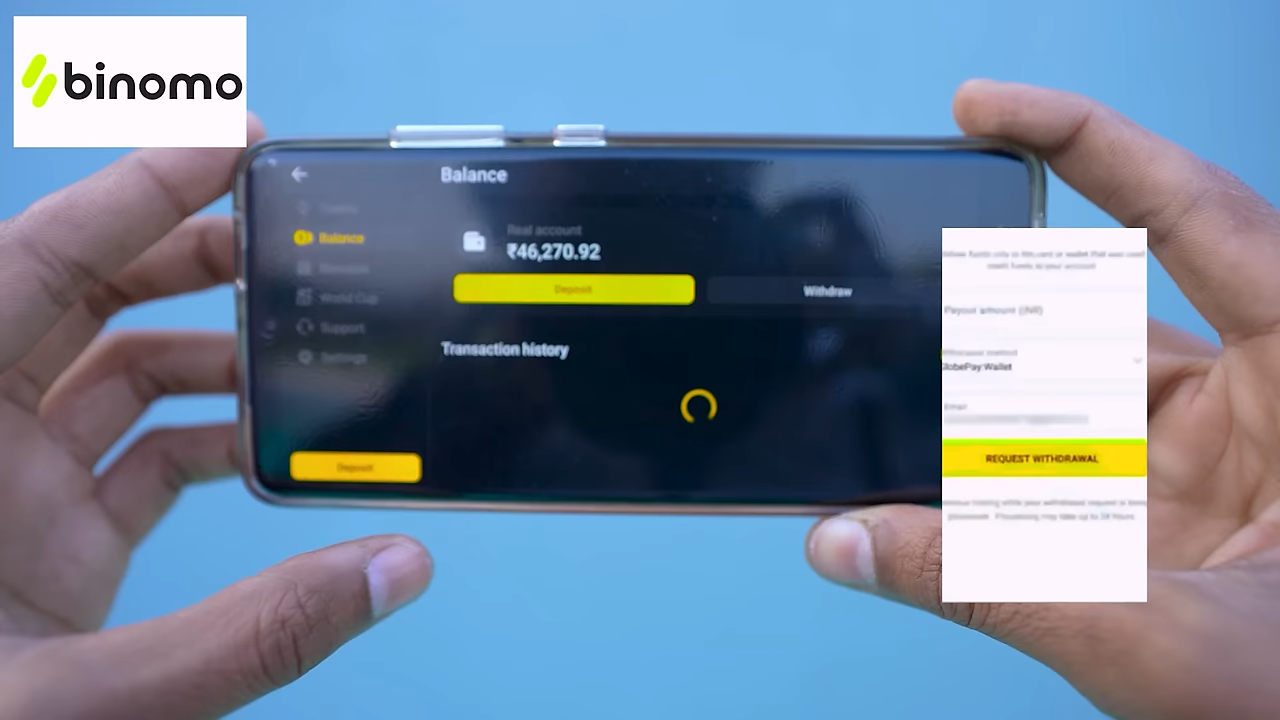 binomo
Balance
Real account
₹46,270.92
Balance
Deposit
Withdraw
World Cup
Support
Settings
Transaction history
Deposit
Payout amount (INR)
GlobePay Wallet
Email
REQUEST WITHDRAWAL